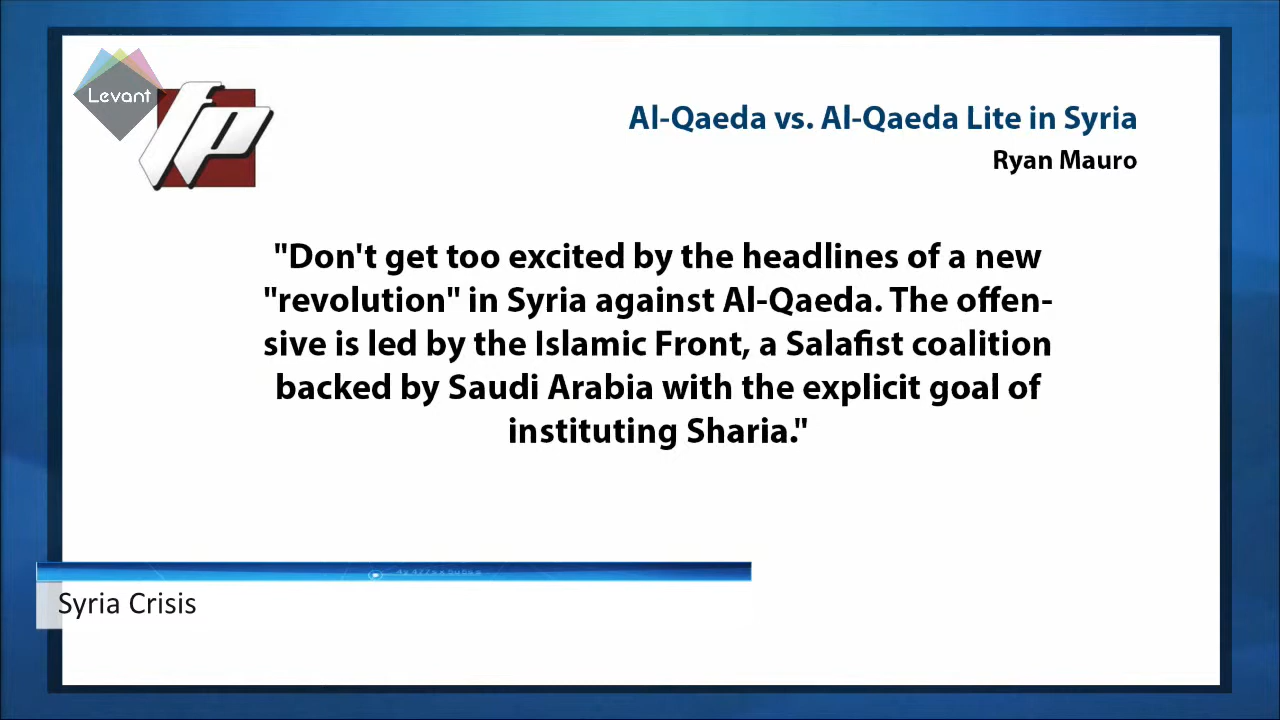 Levant
fp
Al-Qaeda vs. Al-Qaeda Lite in Syria
Ryan Mauro
"Don't get too excited by the headlines of a new
"revolution" in Syria against Al-Qaeda. The offen-
sive is led by the Islamic Front, a Salafist coalition
backed by Saudi Arabia with the explicit goal of
instituting Sharia."
Syria Crisis